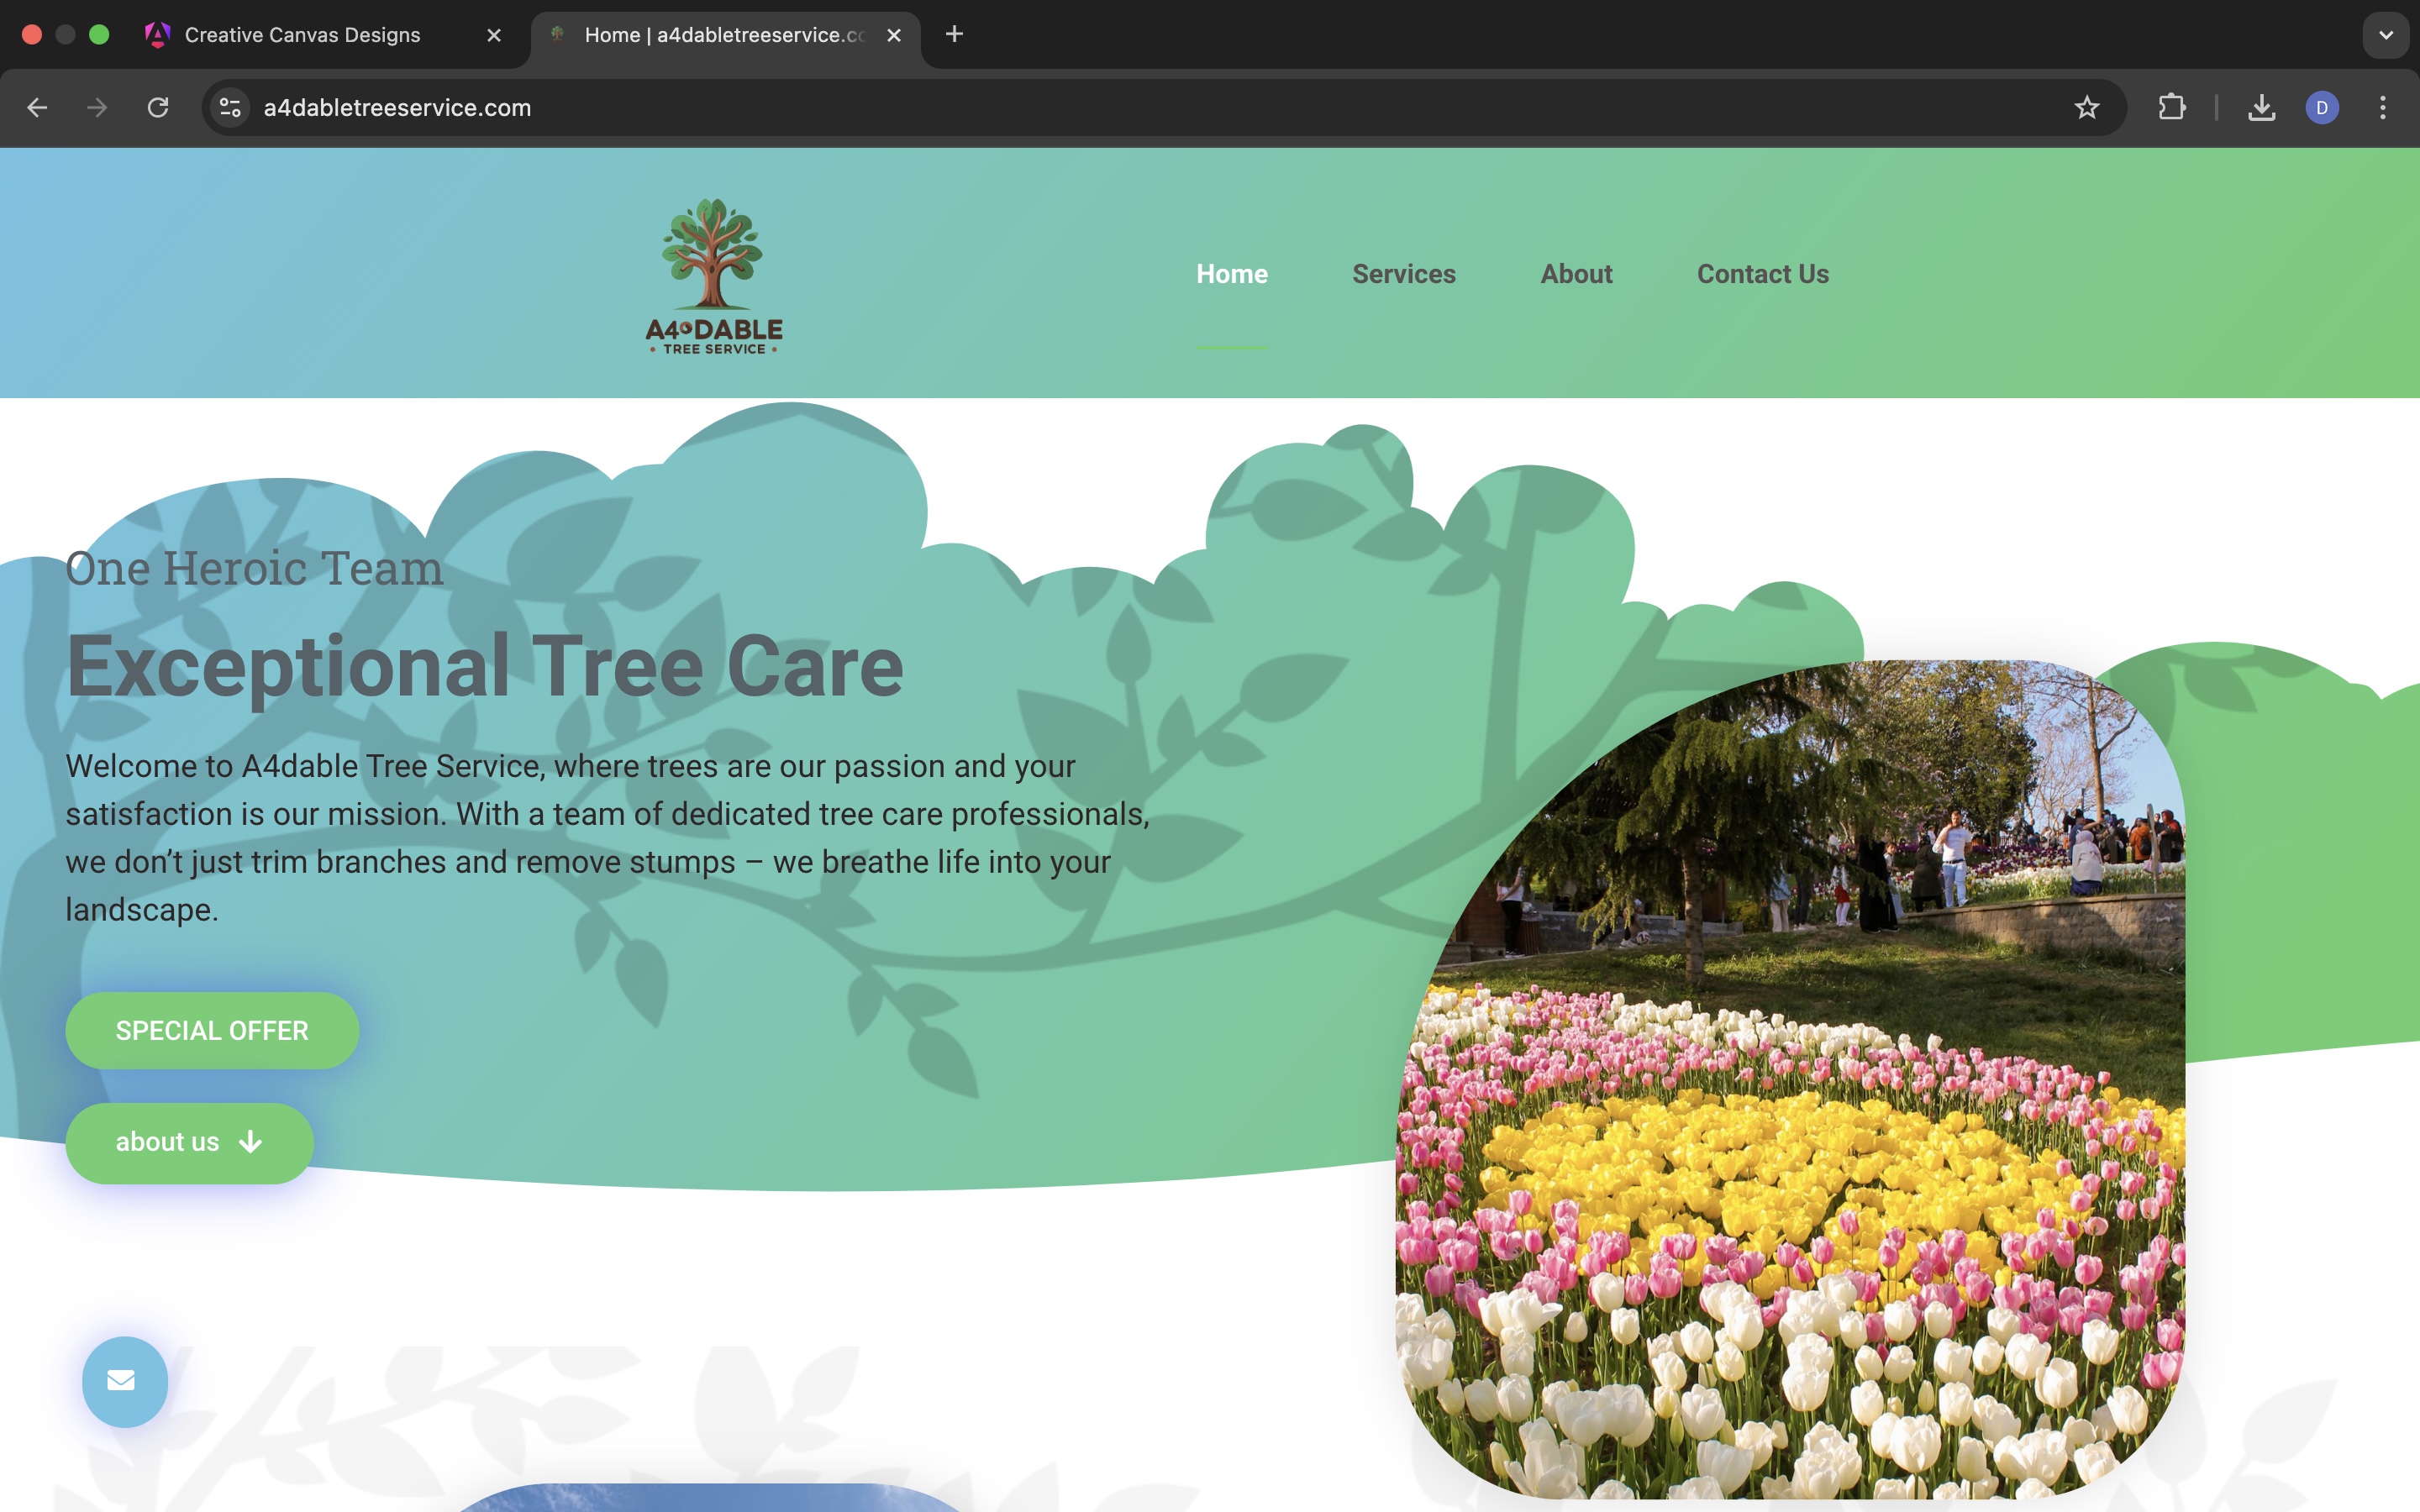 Creative Canvas Designs
Home | a4dabletreeservice.co
a4dabletreeservice.com
D
A4DABLE
• TREE SERVICE •
Home Services About Contact Us
One Heroic Team
Exceptional Tree Care
Welcome to A4dable Tree Service, where trees are our passion and your
satisfaction is our mission. With a team of dedicated tree care professionals,
we don’t just trim branches and remove stumps – we breathe life into your
landscape.
SPECIAL OFFER
about us